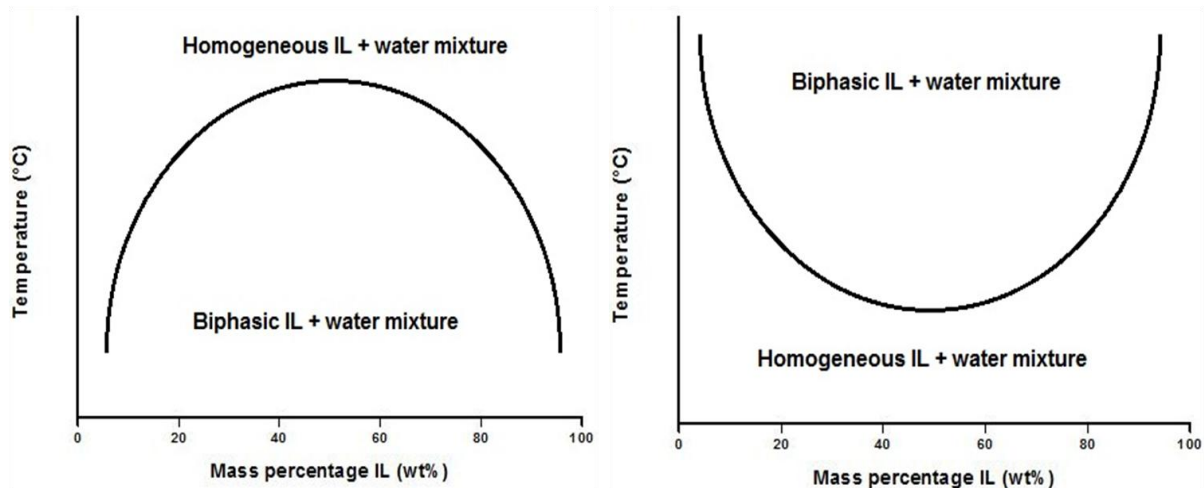 Homogeneous IL + water mixture
Biphasic IL + water mixture
Temperature (°C)
0 20 40 60 80 100
Mass percentage IL (wt%)
Biphasic IL + water mixture
Homogeneous IL + water mixture
Temperature (°C)
0 20 40 60 80 100
Mass percentage IL (wt%)